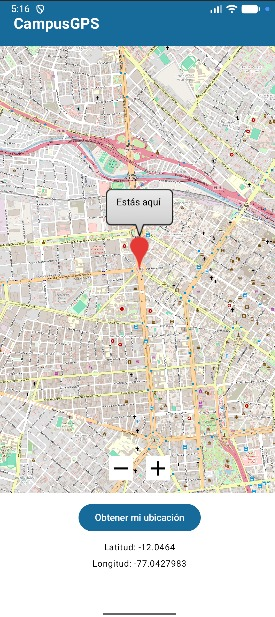 5:16
CampusGPS
Estás aquí
Obtener mi ubicación
Latitud: -12.0464
Longitud: -77.0427983